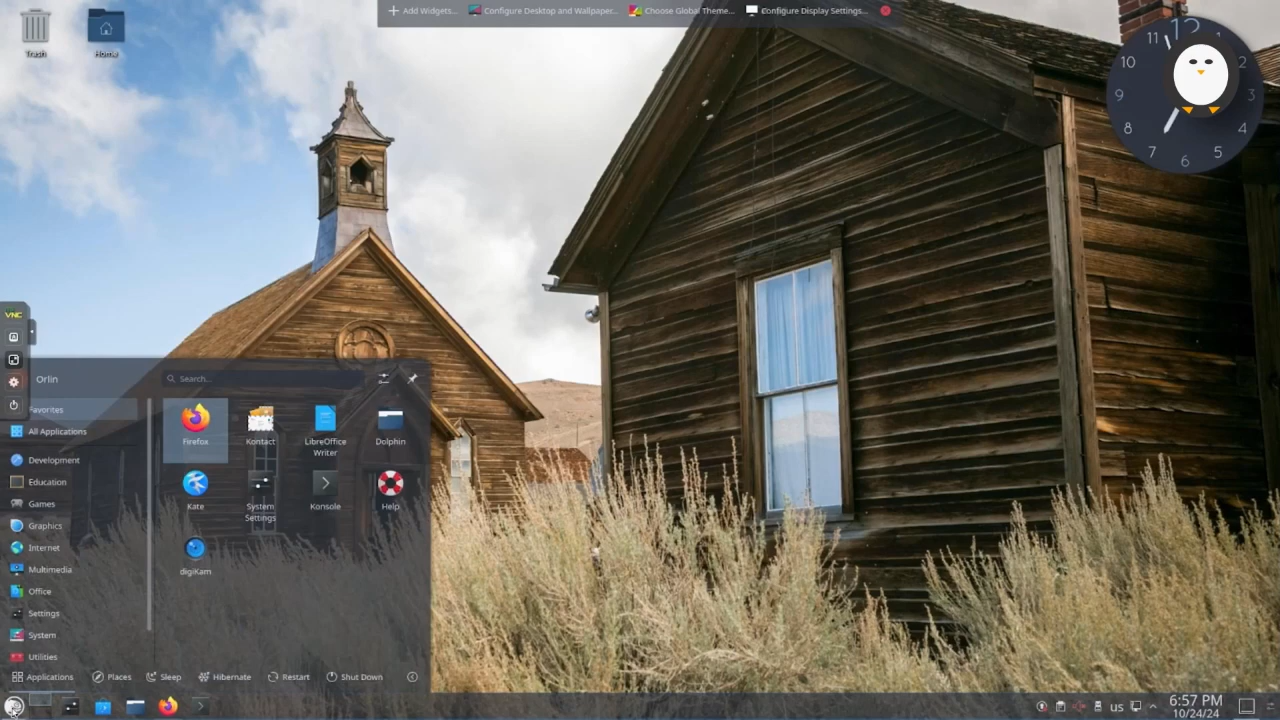 Add Widgets...
Configure Desktop and Wallpaper...
Choose Global Theme...
Configure Display Settings...
Trash
Home
12
1
2
3
4
5
6
7
8
9
10
11
VNC
Orlin
Search...
Favorites
All Applications
Development
Education
Games
Graphics
Internet
Multimedia
Office
Settings
System
Utilities
Firefox
Kontact
LibreOffice
Writer
Dolphin
Kate
System
Settings
Konsole
Help
digiKam
Applications
Places
Sleep
Hibernate
Restart
Shut Down
us
6:57 PM
10/24/24